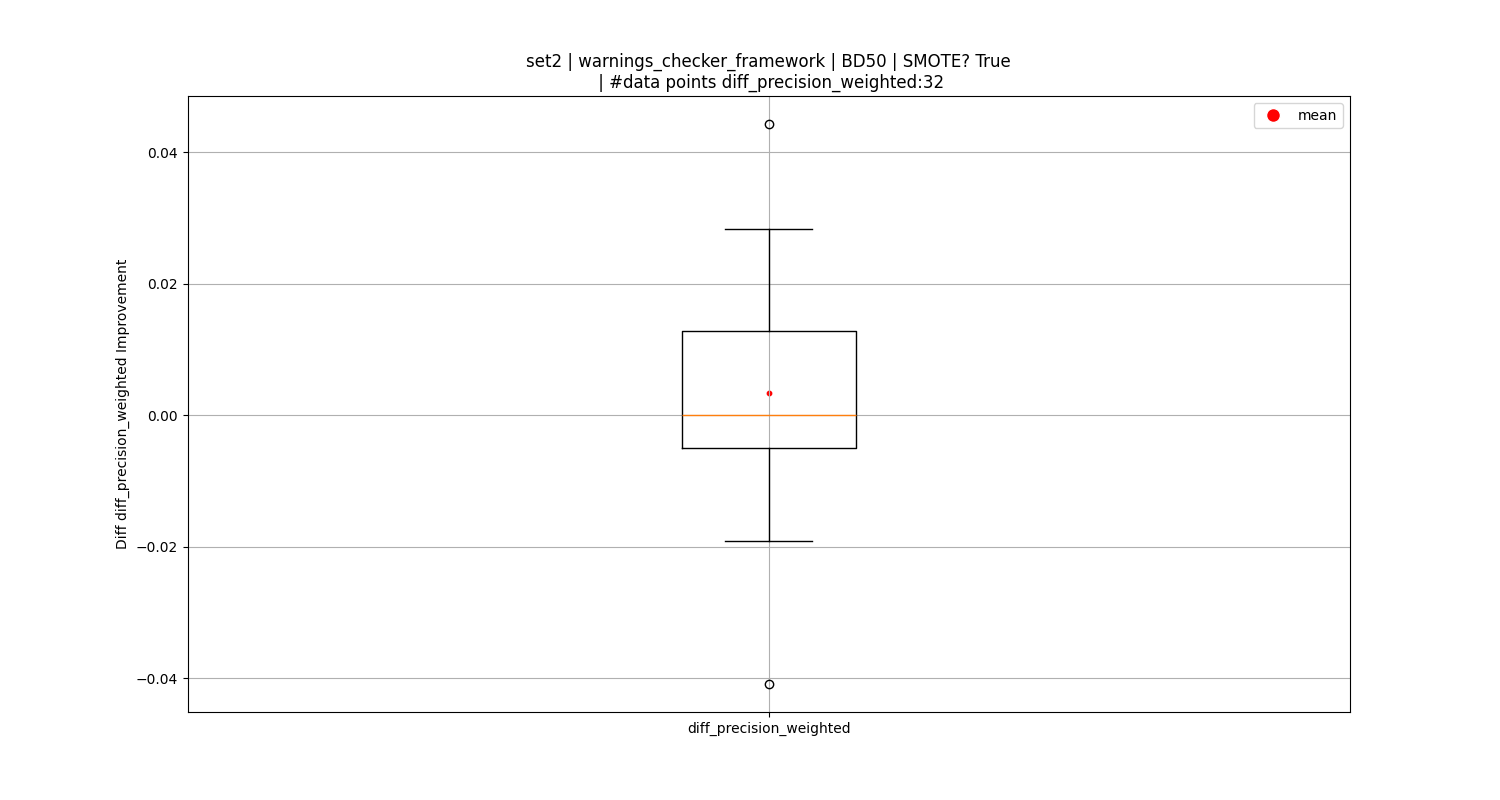 set2 | warnings_checker_framework | BD50 | SMOTE? True
| #data points diff_precision_weighted:32
mean
0.04
0.02
0.00
−0.02
−0.04
Diff diff_precision_weighted Improvement
diff_precision_weighted